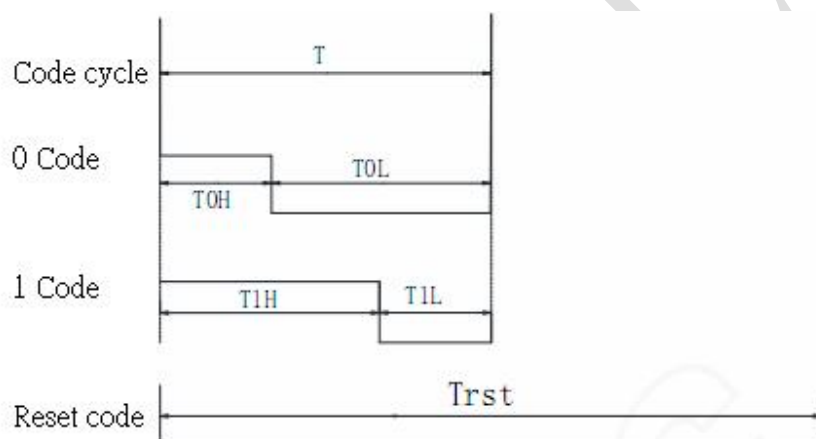 Code cycle
T
0 Code
T0H
T0L
1 Code
T1H
T1L
Reset code
Trst